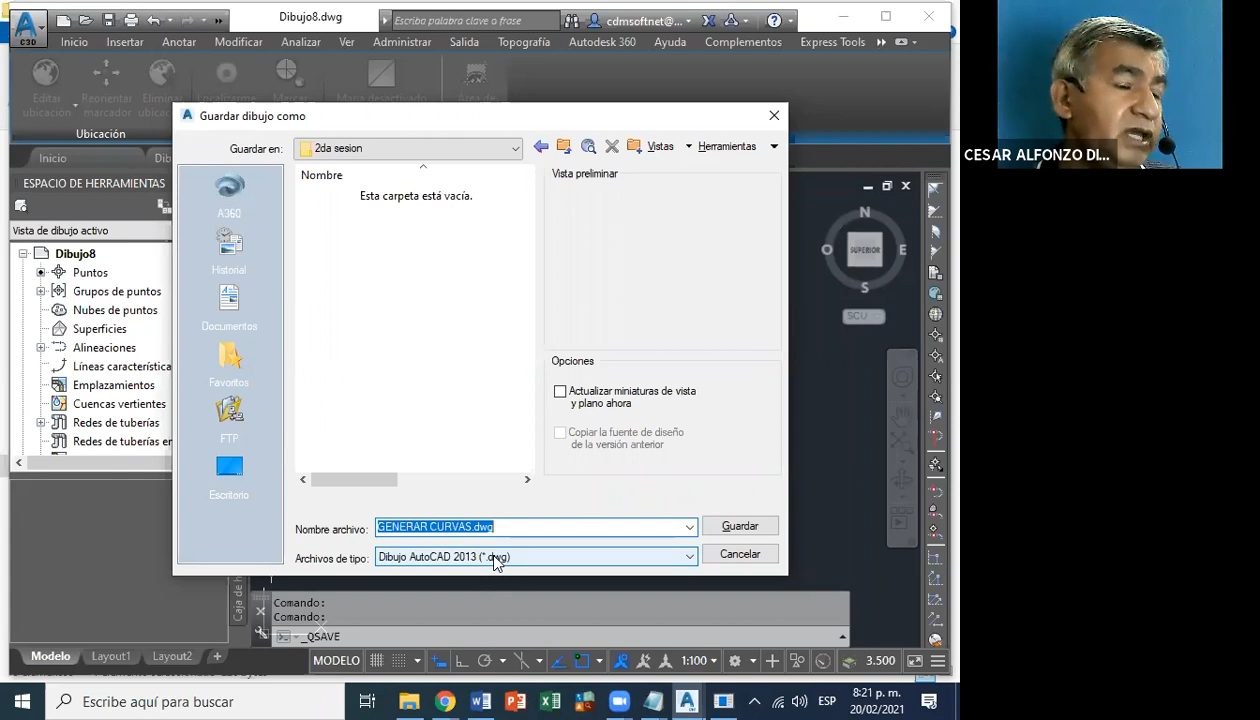 Dibujo8.dwg
Escriba palabra clave o frase
cdmsoftnet@...
C3D
Inicio Insertar Anotar Modificar Analizar Ver Administrar Salida Topografía Autodesk 360 Ayuda Complementos Express Tools
Editar ubicación
Reorientar marcador
Eliminar
Ubicación
Inicio
ESPACIO DE HERRAMIENTAS
Vista de dibujo activo
Dibujo8
Puntos
Grupos de puntos
Nubes de puntos
Superficies
Alineaciones
Líneas característica
Emplazamientos
Cuencas vertientes
Redes de tuberías
Redes de tuberías en
Guardar dibujo como
Guardar en: 2da sesion
Vistas
Herramientas
A360
Historial
Documentos
Favoritos
FTP
Escritorio
Nombre
Esta carpeta está vacía.
Vista preliminar
Opciones
Actualizar miniaturas de vista
y plano ahora
Copiar la fuente de diseño
de la versión anterior
Nombre archivo: GENERAR CURVAS.dwg
Guardar
Archivos de tipo: Dibujo AutoCAD 2013 (*.dwg)
Cancelar
N
O SUPERIOR E
S
SCU
Comando:
Comando:
_QSAVE
Modelo Layout1 Layout2 +
MODELO
1:100
3.500
Escribe aquí para buscar
ESP
8:21 p. m.
20/02/2021
CESAR ALFONZO DI...